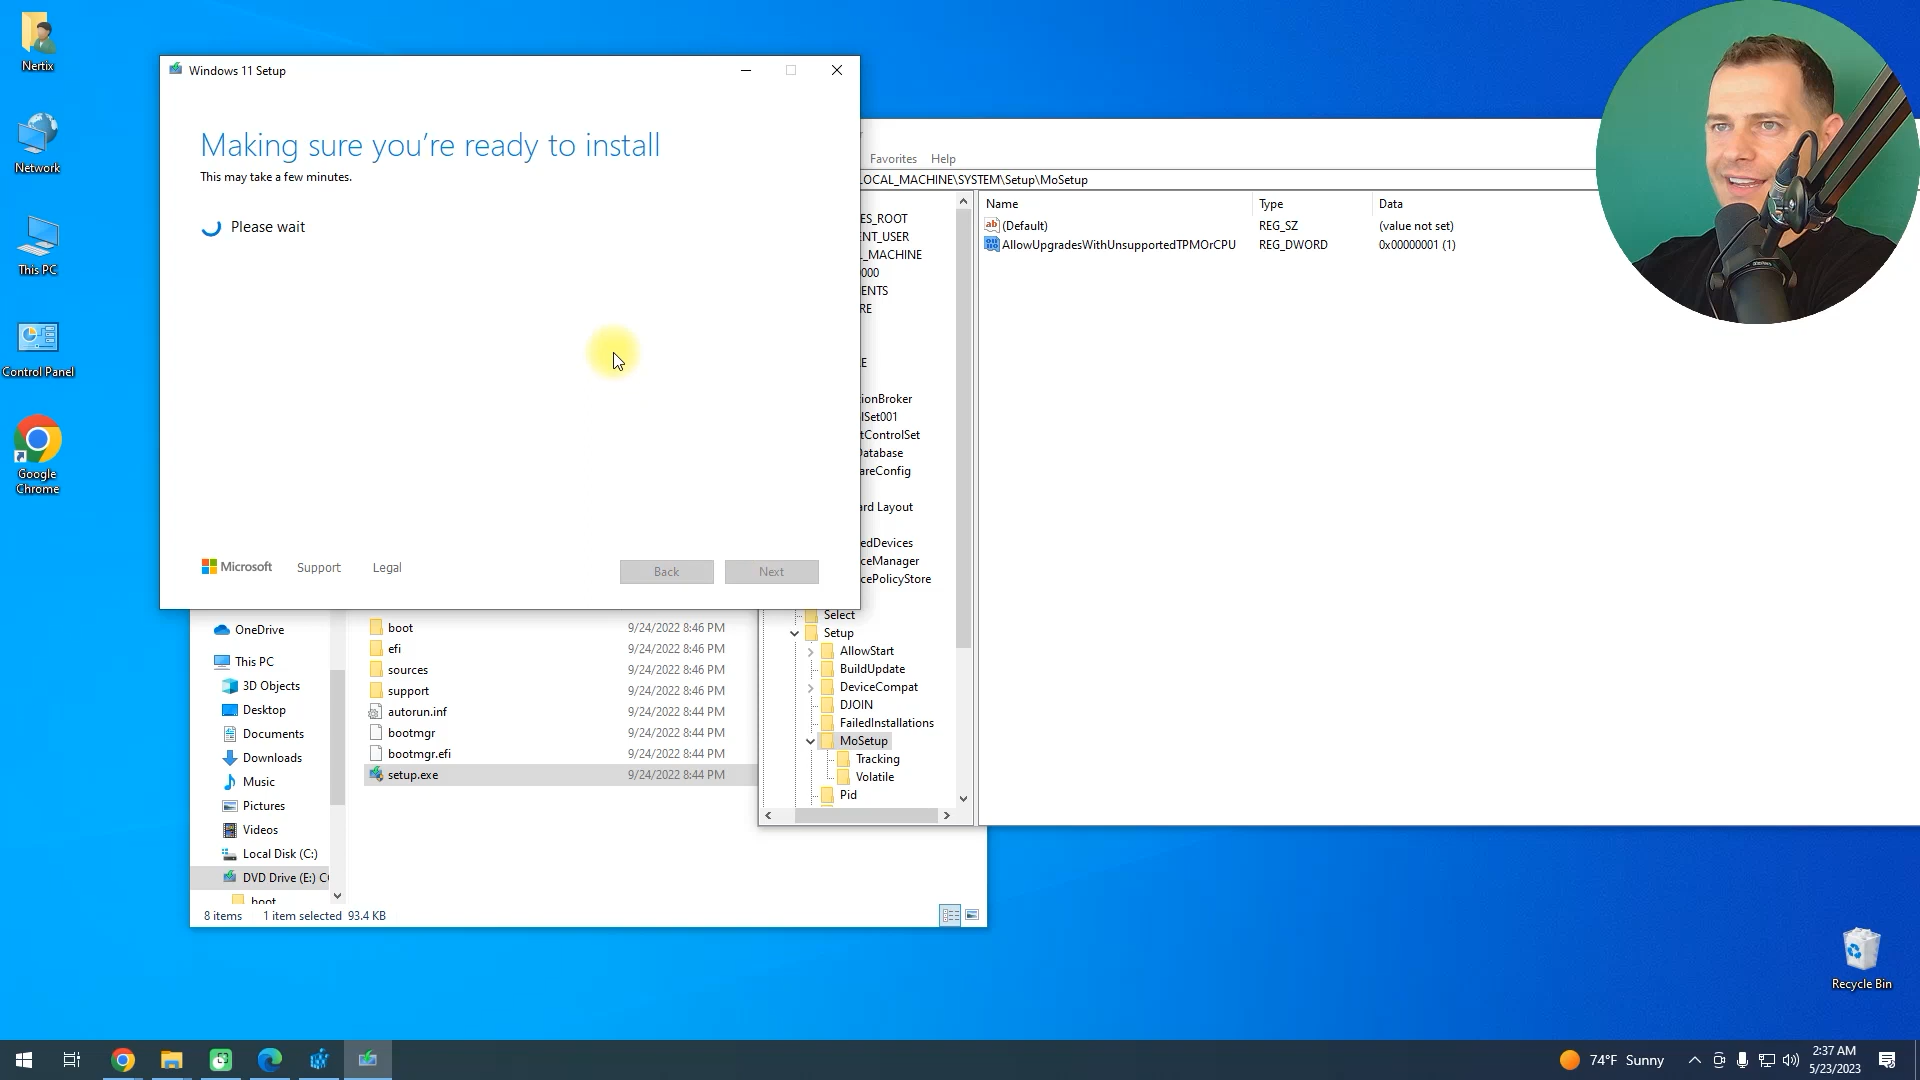 Nertix
Network
This PC
Control Panel
Google
Chrome
Windows 11 Setup
Making sure you're ready to install
This may take a few minutes.
Please wait
Microsoft
Support
Legal
Back
Next
Favorites
Help
LOCAL_MACHINE\SYSTEM\Setup\MoSetup
ES_ROOT
ENT_USER
L_MACHINE
0000
ENTS
RE
E
tionBroker
lSet001
tControlSet
Database
areConfig
ard Layout
edDevices
ceManager
cePolicyStore
Select
Setup
AllowStart
BuildUpdate
DeviceCompat
DJOIN
FailedInstallations
MoSetup
Tracking
Volatile
Pid
Name Type Data
(Default) REG_SZ (value not set)
AllowUpgradesWithUnsupportedTPMOrCPU REG_DWORD 0x00000001 (1)
OneDrive
This PC
3D Objects
Desktop
Documents
Downloads
Music
Pictures
Videos
Local Disk (C:)
DVD Drive (E:) C
boot
boot 9/24/2022 8:46 PM
efi 9/24/2022 8:46 PM
sources 9/24/2022 8:46 PM
support 9/24/2022 8:46 PM
autorun.inf 9/24/2022 8:44 PM
bootmgr 9/24/2022 8:44 PM
bootmgr.efi 9/24/2022 8:44 PM
setup.exe 9/24/2022 8:44 PM
8 items 1 item selected 93.4 KB
Recycle Bin
74°F Sunny
2:37 AM
5/23/2023